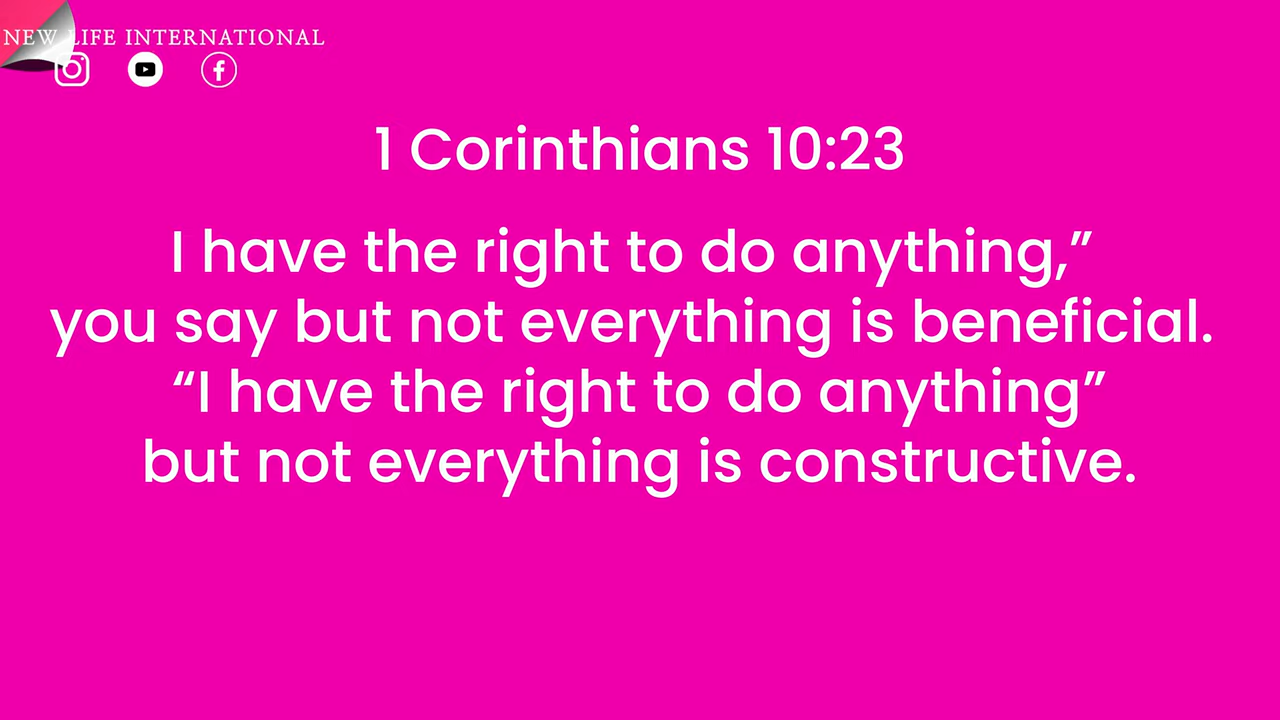 NEW LIFE INTERNATIONAL
1 Corinthians 10:23
I have the right to do anything,”
you say but not everything is beneficial.
“I have the right to do anything”
but not everything is constructive.